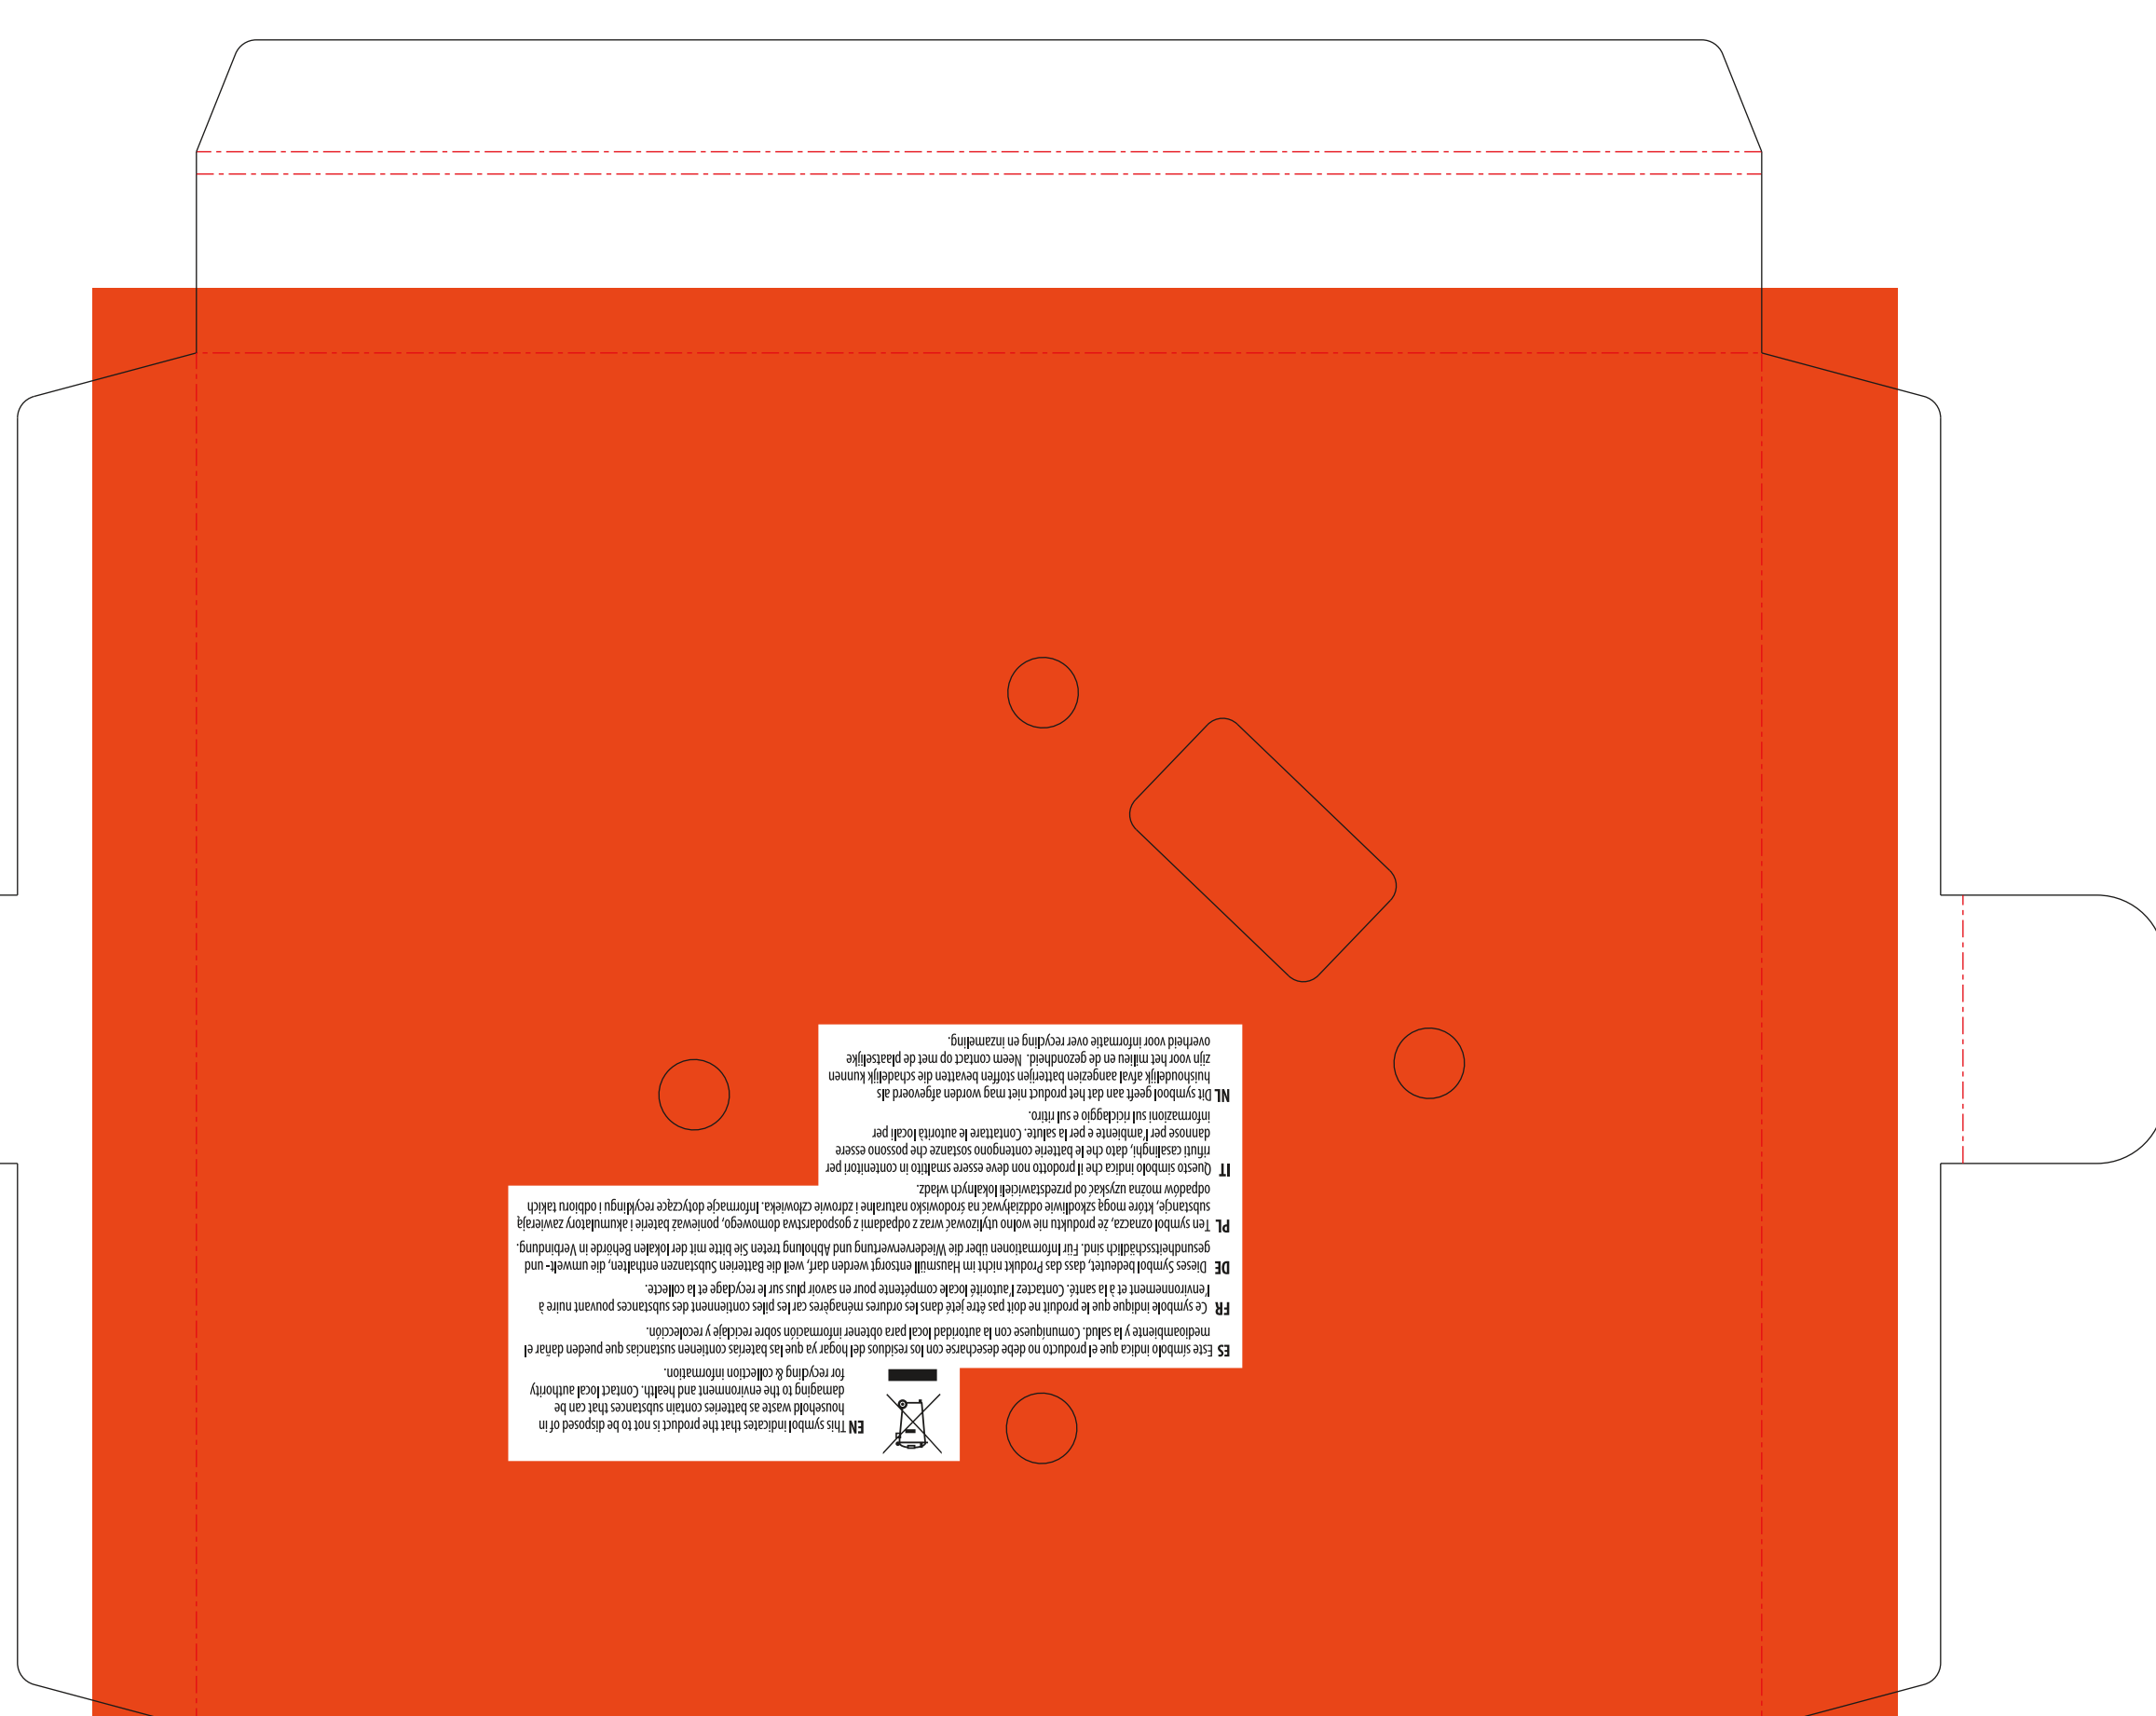 EN This symbol indicates that the product is not to be disposed of in
household waste as batteries contain substances that can be
damaging to the environment and health. Contact local authority
for recycling & collection information.
ES Este símbolo indica que el producto no debe desecharse con los residuos del hogar ya que las baterías contienen sustancias que pueden dañar el
medioambiente y la salud. Comuníquese con la autoridad local para obtener información sobre reciclaje y recolección.
FR Ce symbole indique que le produit ne doit pas être jeté dans les ordures ménagères car les piles contiennent des substances pouvant nuire à
l'environnement et à la santé. Contactez l'autorité locale compétente pour en savoir plus sur le recyclage et la collecte.
DE Dieses Symbol bedeutet, dass das Produkt nicht im Hausmüll entsorgt werden darf, weil die Batterien Substanzen enthalten, die umwelt- und
gesundheitsschädlich sind. Für Informationen über die Wiederverwertung und Abholung treten Sie bitte mit der lokalen Behörde in Verbindung.
PL Ten symbol oznacza, że produktu nie wolno utylizować wraz z odpadami z gospodarstwa domowego, ponieważ baterie i akumulatory zawierają
substancje, które mogą szkodliwie oddziaływać na środowisko naturalne i zdrowie człowieka. Informacje dotyczące recyklingu i odbioru takich
odpadów można uzyskać od przedstawicieli lokalnych władz.
IT Questo simbolo indica che il prodotto non deve essere smaltito in contenitori per
rifiuti casalinghi, dato che le batterie contengono sostanze che possono essere
dannose per l'ambiente e per la salute. Contattare le autorità locali per
informazioni sul riciclaggio e sul ritiro.
NL Dit symbool geeft aan dat het product niet mag worden afgevoerd als
huishoudelijk afval aangezien batterijen stoffen bevatten die schadelijk kunnen
zijn voor het milieu en de gezondheid. Neem contact op met de plaatselijke
overheid voor informatie over recycling en inzameling.